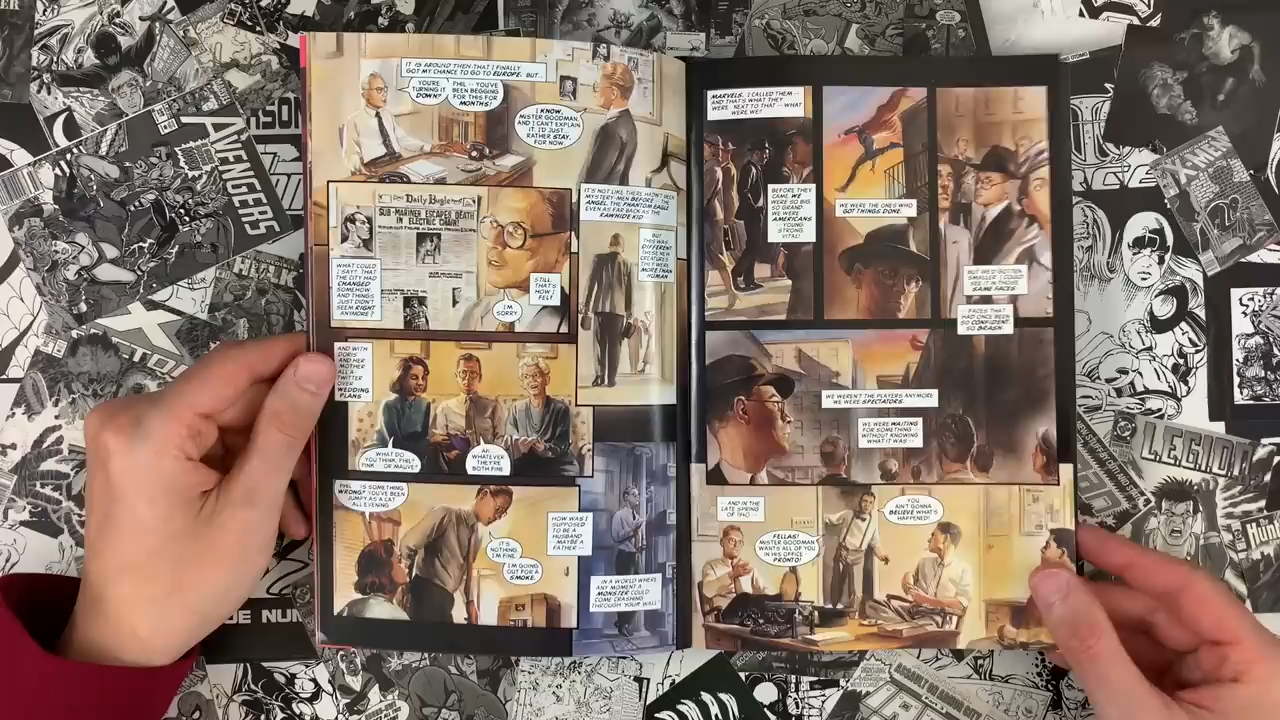 IT IS AROUND THEN THAT I FINALLY
GOT MY CHANCE TO GO TO EUROPE. BUT...
YOU'RE
TURNING IT
DOWN?
PHIL -- YOU'VE
BEEN BEGGING
FOR THIS FOR
MONTHS!
I KNOW,
MISTER GOODMAN,
AND I CAN'T EXPLAIN
IT. I'D JUST
RATHER STAY,
FOR NOW.
Daily Bugle
SUB-MARINER ESCAPES DEATH
IN ELECTRIC CHAIR!
WHAT COULD
I SAY? THAT
THE CITY HAD
CHANGED
SOMEHOW,
AND THINGS
JUST DIDN'T
SEEM RIGHT
ANYMORE?
STILL
THAT'S
HOW I
FELT
I'M
SORRY
IT'S NOT LIKE THERE HADN'T BEEN
MYSTERY-MEN BEFORE -- THE
ANGEL, THE PHANTOM EAGLE
EVEN AS FAR BACK AS THE
RAWHIDE KID
BUT
THIS WAS
DIFFERENT
THESE NEW
CREATURES
THEY WERE
MORE THAN
HUMAN
AND WITH
DORIS
AND HER
MOTHER
ALL A-
TWITTER
OVER
WEDDING
PLANS
WHAT DO
YOU THINK, PHIL?
PINK -- OR MAUVE?
AH...
WHATEVER
THEY'RE
BOTH FINE
PHIL IS SOMETHING
WRONG? YOU'VE BEEN
JUMPY AS A CAT
ALL EVENING.
IT'S
NOTHING
I'M FINE.
I'M GOING
OUT FOR A
SMOKE.
HOW WAS I
SUPPOSED
TO BE A
HUSBAND
MAYBE A
FATHER --
IN A WORLD WHERE
ANY MOMENT A
MONSTER COULD
COME CRASHING
THROUGH YOUR WALL
MARVELS, I CALLED THEM --
AND THAT'S WHAT THEY
WERE. NEXT TO THAT -- WHAT
WERE WE?
BEFORE THEY
CAME WE
WERE SO BIG,
SO GRAND.
WE WERE
AMERICANS
-- YOUNG
STRONG,
VITAL!
WE WERE THE ONES WHO
GOT THINGS DONE.
BUT WE'D GOTTEN
SMALLER. I COULD
SEE IT IN THOSE
SAME FACES
FACES THAT
HAD ONCE BEEN
SO CONFIDENT,
SO BRASH.
WE WEREN'T THE PLAYERS ANYMORE
WE WERE SPECTATORS.
WE WERE WAITING
FOR SOMETHING --
WITHOUT KNOWING
WHAT IT WAS --
-- AND IN THE
LATE SPRING
OF 1940
FELLAS!
MISTER GOODMAN
WANTS ALL OF YOU
IN HIS OFFICE --
PRONTO!
YOU
AIN'T GONNA
BELIEVE WHAT'S
HAPPENED!
AVENGERS
X-MEN
L.E.G.I.O.N.